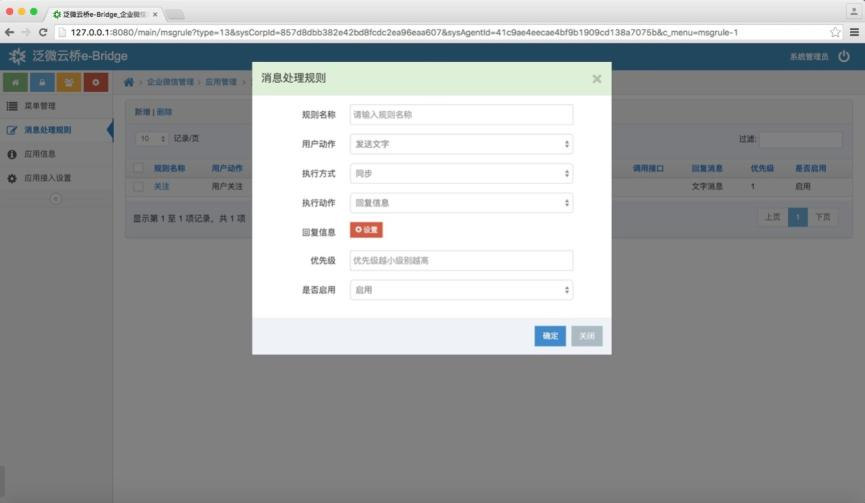 泛微云桥e-Bridge_企业微信
127.0.0.1:8080/main/msgrule?type=13&sysCorpId=857d8dbb382e42bd8fcdc2ea96eaa607&sysAgentId=41c9ae4eecae4bf9b1909cd138a7075b&c_menu=msgrule-1
泛微云桥e-Bridge
系统管理员
企业微信管理 > 应用管理 >
菜单管理
消息处理规则
应用信息
应用接入设置
新增 | 删除
10 记录/页
过滤:
规则名称 用户动作 调用接口 回复消息 优先级 是否启用
关注 用户关注 文字消息 1 启用
显示第 1 至 1 项记录，共 1 项
上页 1 下页
消息处理规则
规则名称 请输入规则名称
用户动作 发送文字
执行方式 同步
执行动作 回复信息
回复信息 设置
优先级 优先级越小级别越高
是否启用 启用
确定 关闭